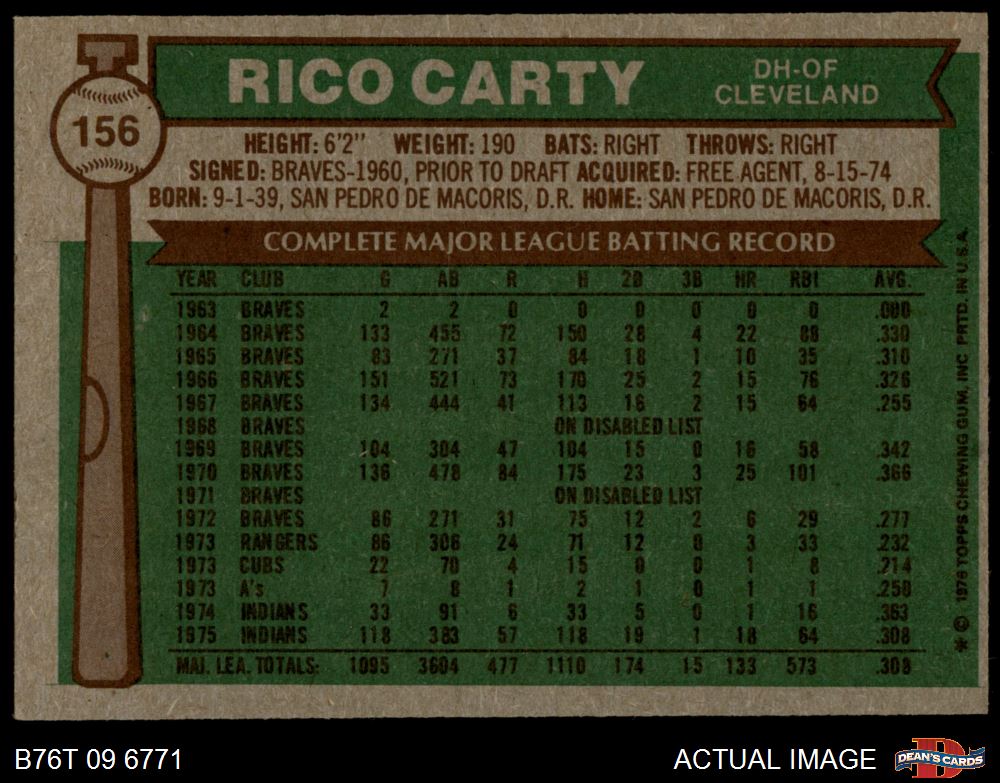 RICO CARTY
DH-OF
CLEVELAND
156
HEIGHT: 6'2" WEIGHT: 190 BATS: RIGHT THROWS: RIGHT
SIGNED: BRAVES-1960, PRIOR TO DRAFT ACQUIRED: FREE AGENT, 8-15-74
BORN: 9-1-39, SAN PEDRO DE MACORIS, D.R. HOME: SAN PEDRO DE MACORIS, D.R.
COMPLETE MAJOR LEAGUE BATTING RECORD
YEAR CLUB G AB R H 2B 3B HR RBI AVG.
1963 BRAVES 2 2 0 0 0 0 0 0 .000
1964 BRAVES 133 455 72 150 28 4 22 88 .330
1965 BRAVES 83 271 37 84 18 1 10 35 .310
1966 BRAVES 151 521 73 170 25 2 15 76 .326
1967 BRAVES 134 444 41 113 16 2 15 64 .255
1968 BRAVES ON DISABLED LIST
1969 BRAVES 104 304 47 104 15 0 16 58 .342
1970 BRAVES 136 478 84 175 23 3 25 101 .366
1971 BRAVES ON DISABLED LIST
1972 BRAVES 86 271 31 75 12 2 6 29 .277
1973 RANGERS 86 306 24 71 12 0 3 33 .232
1973 CUBS 22 70 4 15 0 0 1 8 .214
1973 A's 7 8 1 2 1 0 1 1 .250
1974 INDIANS 33 91 6 33 5 0 1 16 .363
1975 INDIANS 118 383 57 118 19 1 18 64 .308
MAJ. LEA. TOTALS: 1095 3604 477 1110 174 15 133 573 .308
* © 1976 TOPPS CHEWING GUM, INC PRTD. IN U.S.A.
B76T 09 6771
ACTUAL IMAGE
D
DEAN'S CARDS